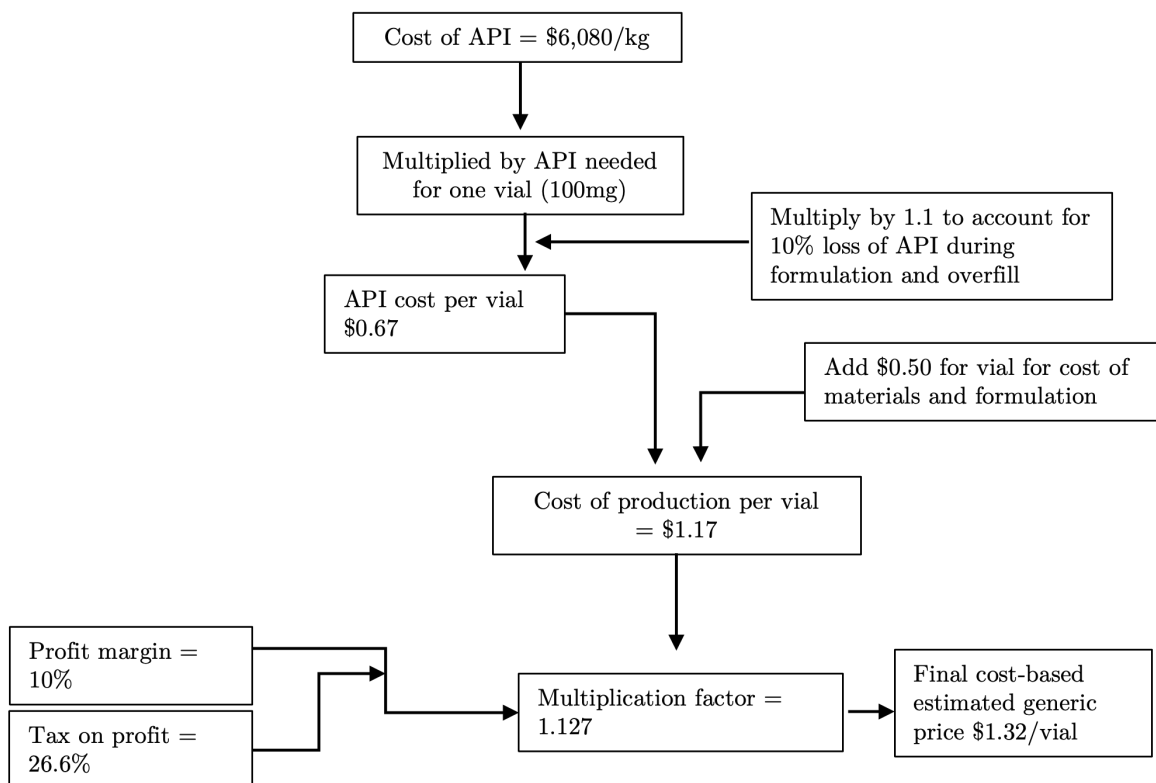 Cost of API = $6,080/kg
Multiplied by API needed
for one vial (100mg)
Multiply by 1.1 to account for
10% loss of API during
formulation and overfill
API cost per vial
$0.67
Add $0.50 for vial for cost of
materials and formulation
Cost of production per vial
= $1.17
Profit margin =
10%
Tax on profit =
26.6%
Multiplication factor =
1.127
Final cost-based
estimated generic
price $1.32/vial